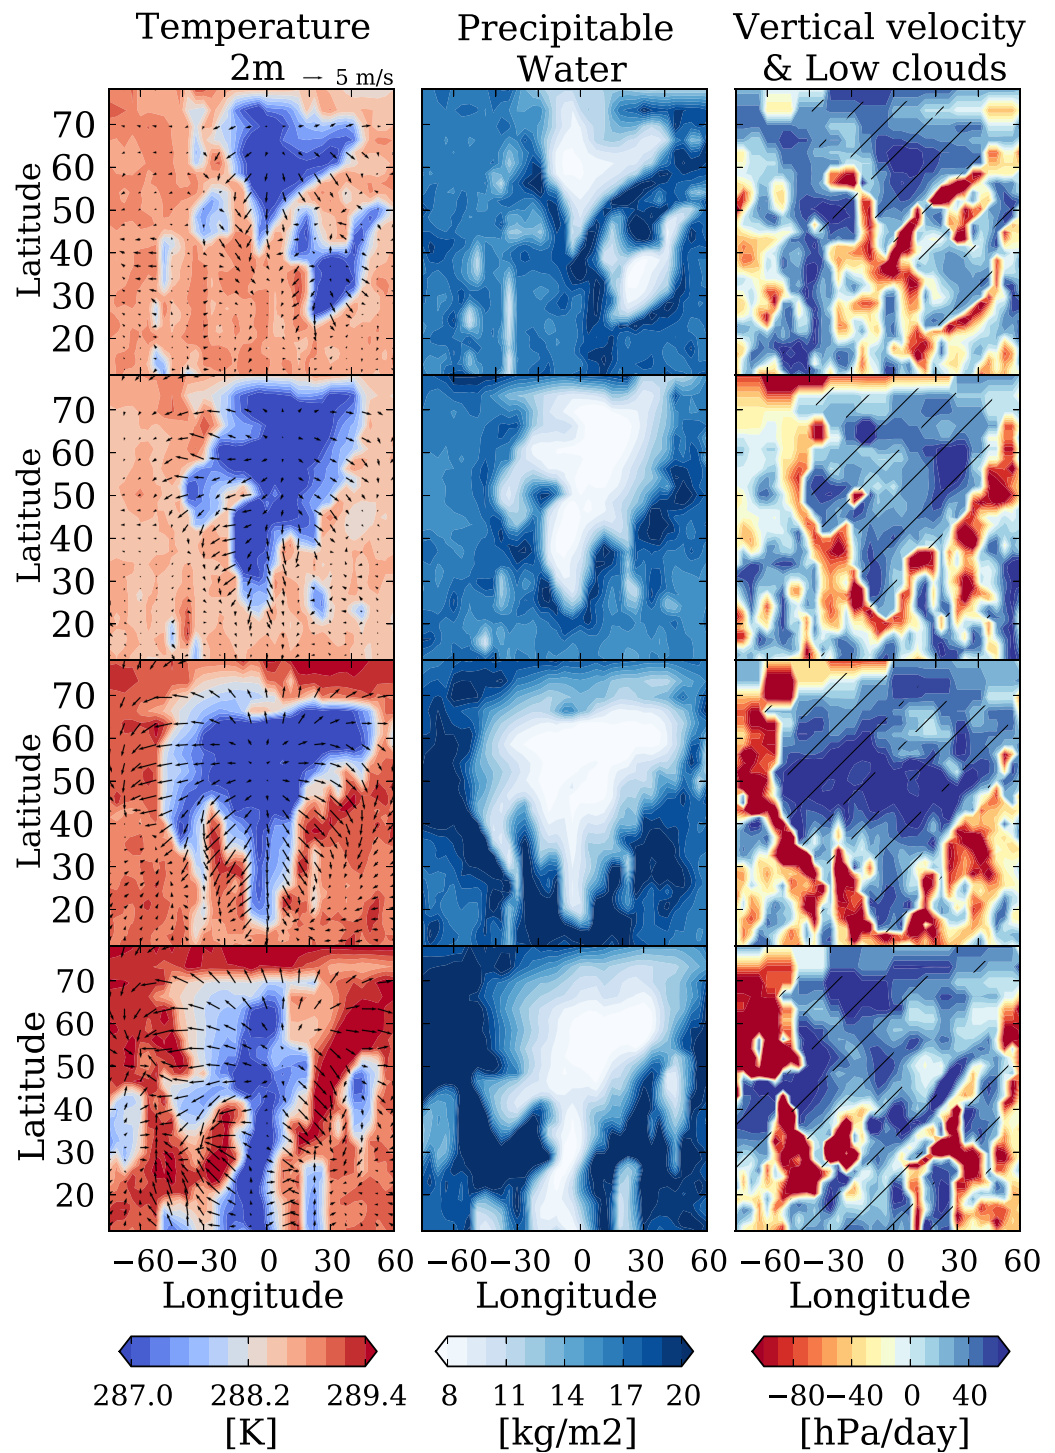 Temperature
2m → 5 m/s
Precipitable
Water
Vertical velocity
& Low clouds
Latitude
70
60
50
40
30
20
Latitude
70
60
50
40
30
20
Latitude
70
60
50
40
30
20
Latitude
70
60
50
40
30
20
−60 −30 0 30 60
−60 −30 0 30 60
−60 −30 0 30 60
Longitude
Longitude
Longitude
287.0 288.2 289.4
8 11 14 17 20
−80 −40 0 40
[K]
[kg/m2]
[hPa/day]